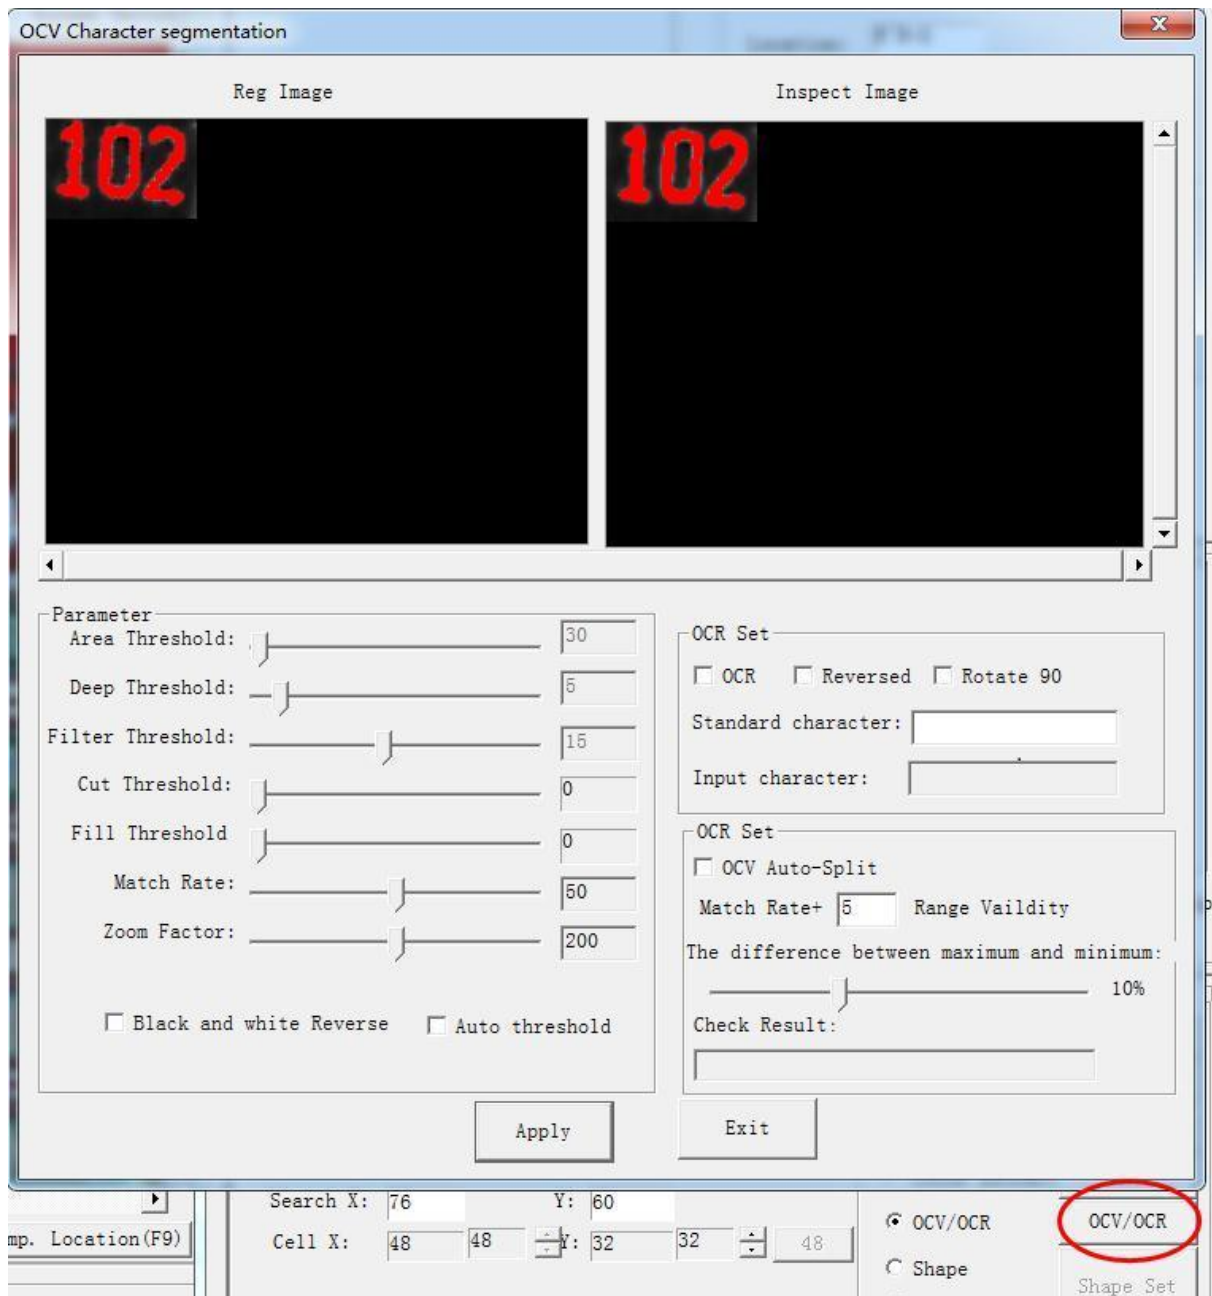 OCV Character segmentation
Reg Image
Inspect Image
102
102
Parameter
Area Threshold: 30
Deep Threshold: 5
Filter Threshold: 15
Cut Threshold: 0
Fill Threshold 0
Match Rate: 50
Zoom Factor: 200
Black and white Reverse Auto threshold
OCR Set
OCR Reversed Rotate 90
Standard character:
Input character:
OCR Set
OCV Auto-Split
Match Rate+ 5 Range Vaildity
The difference between maximum and minimum:
10%
Check Result:
Apply
Exit
Search X: 76 Y: 60
mp. Location(F9)
Cell X: 48 48 Y: 32 32 48
OCV/OCR
OCV/OCR
Shape
Shape Set